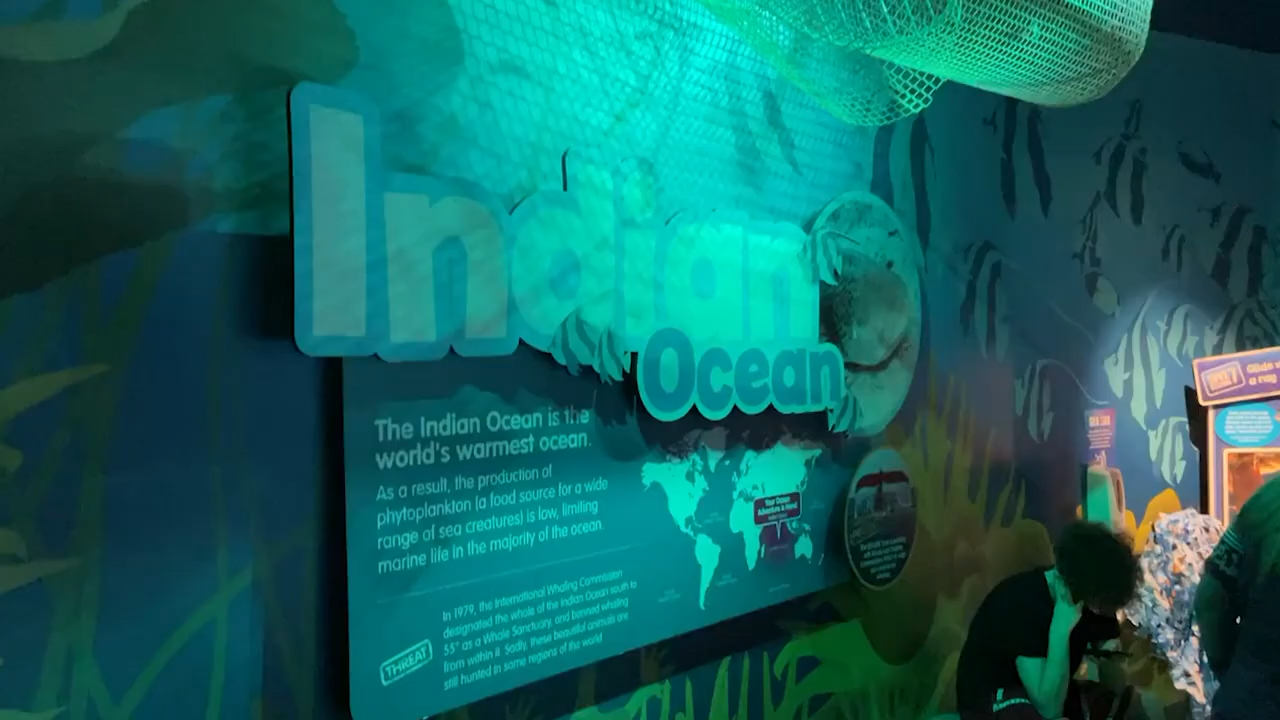 Indian
Ocean
The Indian Ocean is the
world's warmest ocean.
As a result, the production of
phytoplankton (a food source for a wide
range of sea creatures) is low, limiting
marine life in the majority of the ocean.
THREAT
In 1979, the International Whaling Commission
designated the whole of the Indian Ocean south to
55° as a Whale Sanctuary, and banned whaling
from within it. Sadly, these beautiful animals are
still hunted in some regions of the world
Your Ocean
Adventure is Here!
Glide
a ray